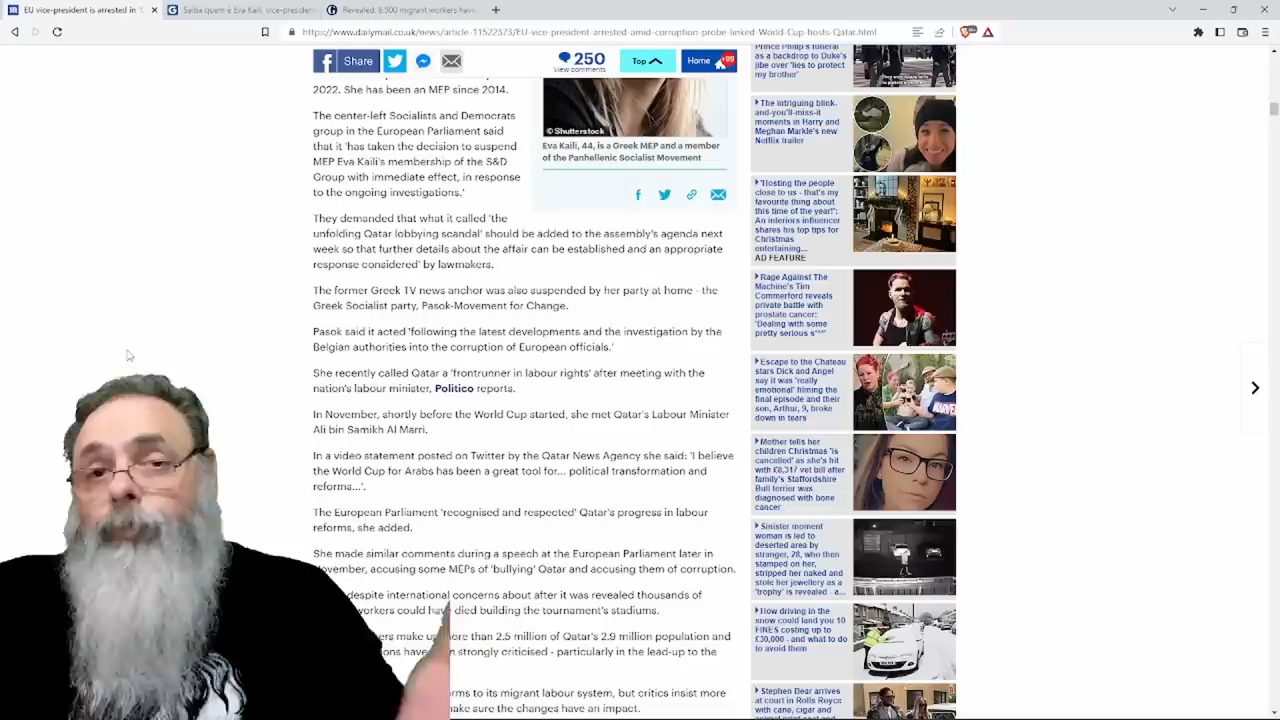 EU vice-president is arrested in 'C
Saiba quem é Eva Kaili, vice-presiden
Revealed: 6,500 migrant workers have
https://www.dailymail.co.uk/news/article-11522373/EU-vice-president-arrested-amid-corruption-probe-linked-World-Cup-hosts-Qatar.html
Share
250
View comments
Top
Home
+99
2022. She has been an MEP since 2014.
The center-left Socialists and Democrats
group in the European Parliament said
that it 'has taken the decision to suspend
MEP Eva Kaili's membership of the S&D
Group with immediate effect, in response
to the ongoing investigations.'
© Shutterstock
Eva Kaili, 44, is a Greek MEP and a member
of the Panhellenic Socialist Movement
They demanded that what it called 'the
unfolding Qatar lobbying scandal' should be added to the assembly's agenda next
week so that further details about the affair can be established and an appropriate
response considered' by lawmakers.
The former Greek TV news anchor was also suspended by her party at home - the
Greek Socialist party, Pasok-Movement for Change.
Pasok said it acted 'following the latest developments and the investigation by the
Belgian authorities into the corruption of European officials.'
She recently called Qatar a 'frontrunner in labour rights' after meeting with the
nation's labour minister, Politico reports.
In November, shortly before the World Cup started, she met Qatar's Labour Minister
Ali bin Samikh Al Marri.
In a video statement posted on Twitter by the Qatar News Agency she said: 'I believe
the World Cup for Arabs has been a great tool for... political transformation and
reforms...'.
The European Parliament 'recognised and respected' Qatar's progress in labour
reforms, she added.
She made similar comments during a speech at the European Parliament later in
November, accusing some MEPs of 'bullying' Qatar and accusing them of corruption.
despite international concerns about after it was revealed thousands of
workers could have died building the tournament's stadiums.
make up more than 2.5 million of Qatar's 2.9 million population and
strongly criticised - particularly in the lead-up to the
to its migrant labour system, but critics insist more
make sure the changes have an impact.
Prince Philip's funeral
as a backdrop to Duke's
jibe over 'lies to protect
my brother'
The intriguing blink-
and-you'll-miss-it
moments in Harry and
Meghan Markle's new
Netflix trailer
'Hosting the people
close to us - that's my
favourite thing about
this time of the year!':
An interiors influencer
shares his top tips for
Christmas
entertaining...
AD FEATURE
Rage Against The
Machine's Tim
Commerford reveals
private battle with
prostate cancer:
'Dealing with some
pretty serious s***'
Escape to the Chateau
stars Dick and Angel
say it was 'really
emotional' filming the
final episode and their
son, Arthur, 9, broke
down in tears
Mother tells her
children Christmas 'is
cancelled' as she's hit
with £8,317 vet bill after
family's Staffordshire
Bull terrier was
diagnosed with bone
cancer
Sinister moment
woman is led to
deserted area by
stranger, 28, who then
stamped on her,
stripped her naked and
stole her jewellery as a
'trophy' is revealed - a...
How driving in the
snow could land you 10
FINES costing up to
£30,000 - and what to do
to avoid them
Stephen Bear arrives
at court in Rolls Royce
with cane, cigar and